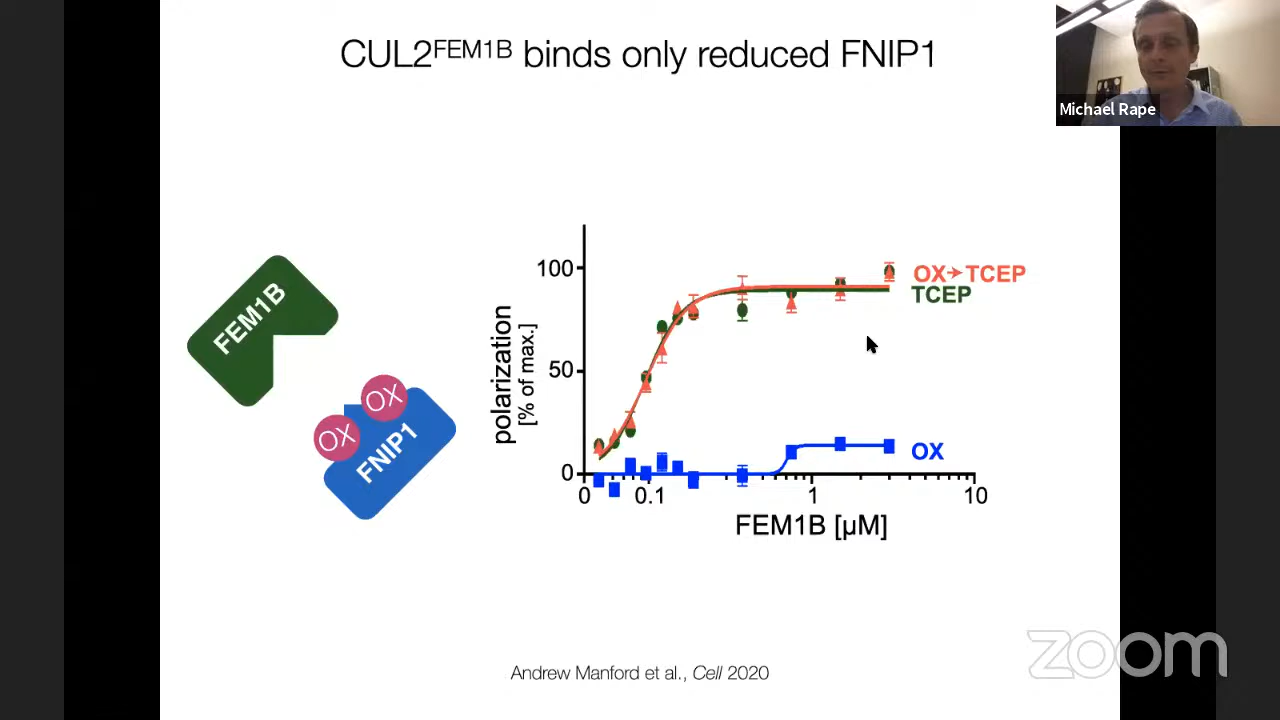 CUL2FEM1B binds only reduced FNIP1
Michael Rape
FEM1B
OX
OX
FNIP1
polarization
[% of max.]
100
50
0
0
0.1
1
10
FEM1B [µM]
OX→TCEP
TCEP
OX
Andrew Manford et al., Cell 2020
zoom